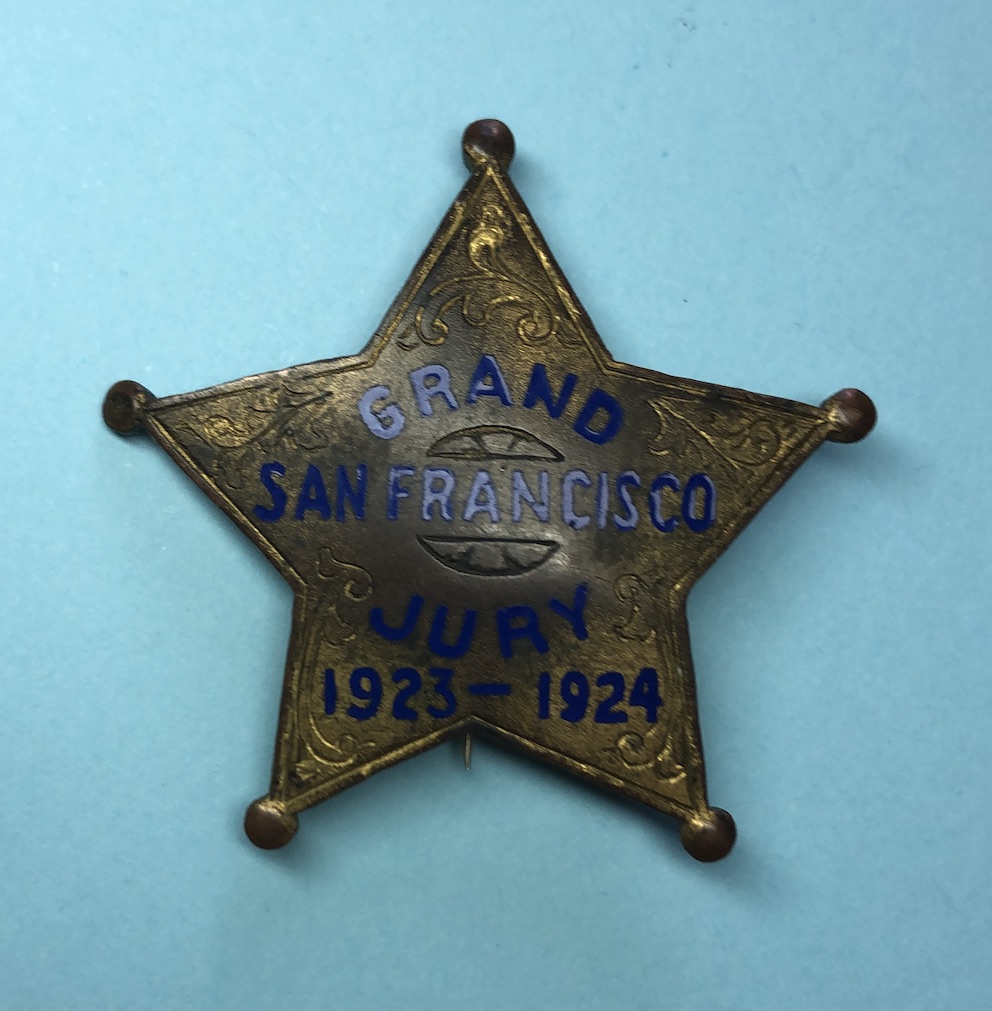 GRAND
SAN FRANCISCO
JURY
1923-1924